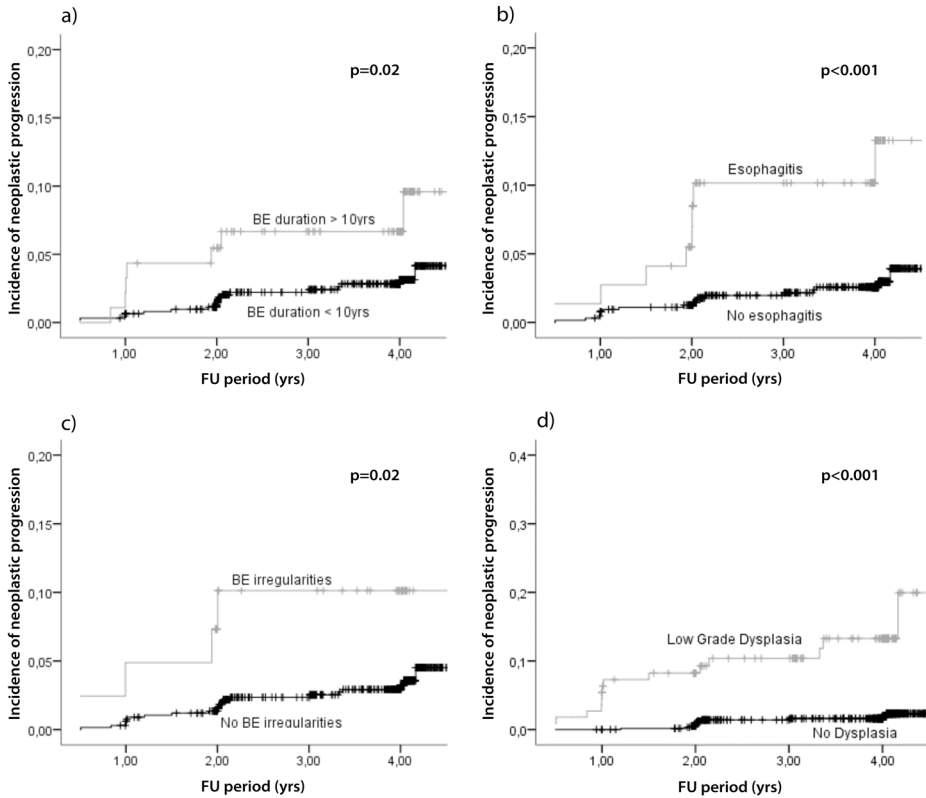 a)
Incidence of neoplastic progression
0,20
0,15
0,10
0,05
0,00
p=0.02
BE duration > 10yrs
BE duration < 10yrs
1,00 2,00 3,00 4,00
FU period (yrs)
b)
Incidence of neoplastic progression
0,20
0,15
0,10
0,05
0,00
p<0.001
Esophagitis
No esophagitis
1,00 2,00 3,00 4,00
FU period (yrs)
c)
Incidence of neoplastic progression
0,20
0,15
0,10
0,05
0,00
p=0.02
BE irregularities
No BE irregularities
1,00 2,00 3,00 4,00
FU period (yrs)
d)
Incidence of neoplastic progression
0,4
0,3
0,2
0,1
0,0
p<0.001
Low Grade Dysplasia
No Dysplasia
1,00 2,00 3,00 4,00
FU period (yrs)